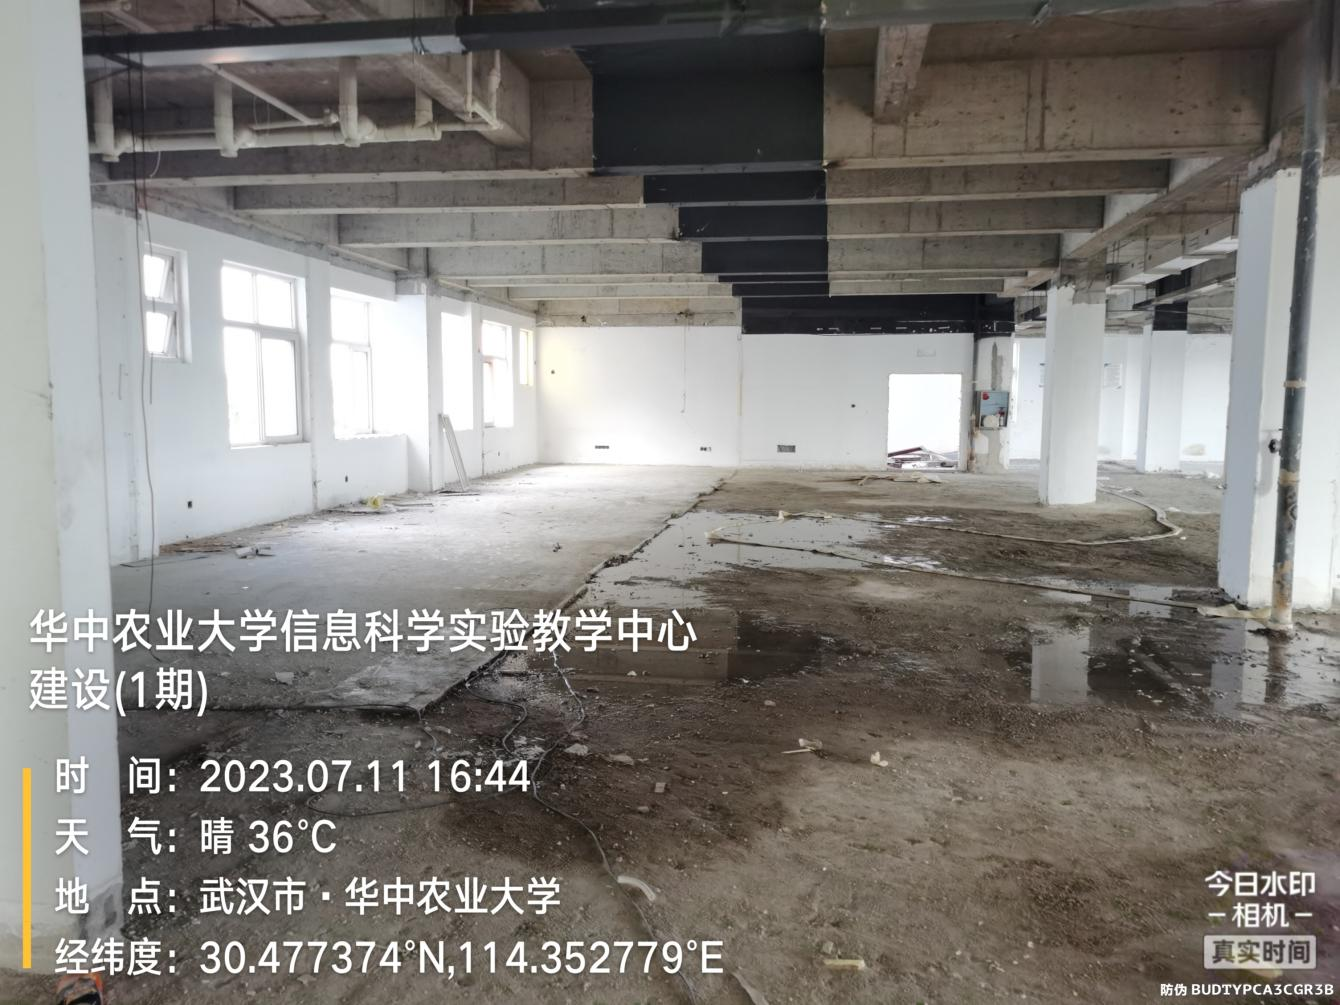 华中农业大学信息科学实验教学中心
建设(1期)
时 间：2023.07.11 16:44
天 气：晴 36°C
地 点：武汉市·华中农业大学
经纬度：30.477374°N,114.352779°E
今日水印
-相机-
真实时间
防伪 BUDTYPCA3CGR3B